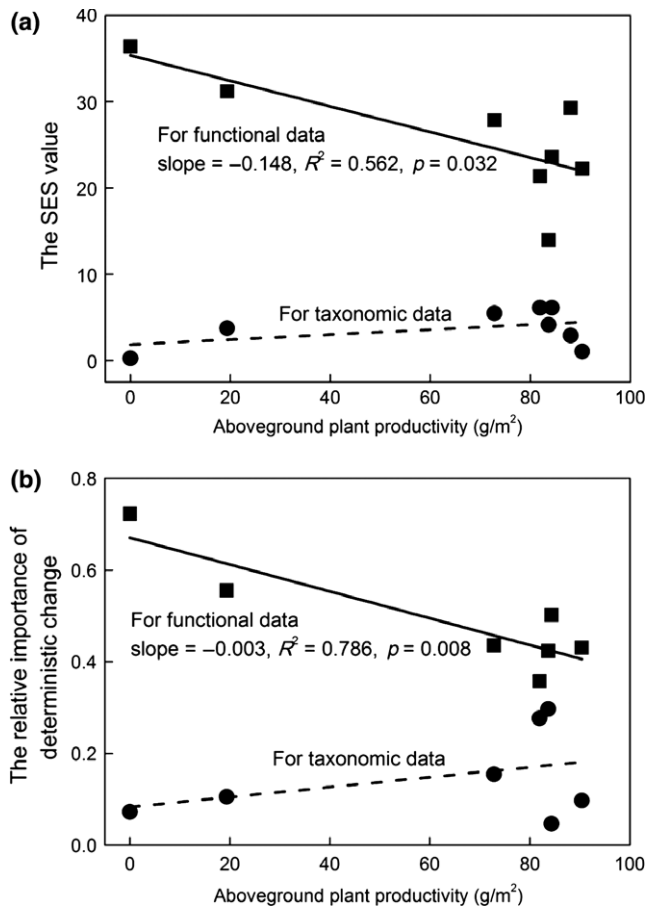 (a)
40
30
20
10
0
The SES value
For functional data
slope = –0.148, R² = 0.562, p = 0.032
For taxonomic data
0 20 40 60 80 100
Aboveground plant productivity (g/m²)
(b)
0.8
0.6
0.4
0.2
0.0
The relative importance of
deterministic change
For functional data
slope = –0.003, R² = 0.786, p = 0.008
For taxonomic data
0 20 40 60 80 100
Aboveground plant productivity (g/m²)